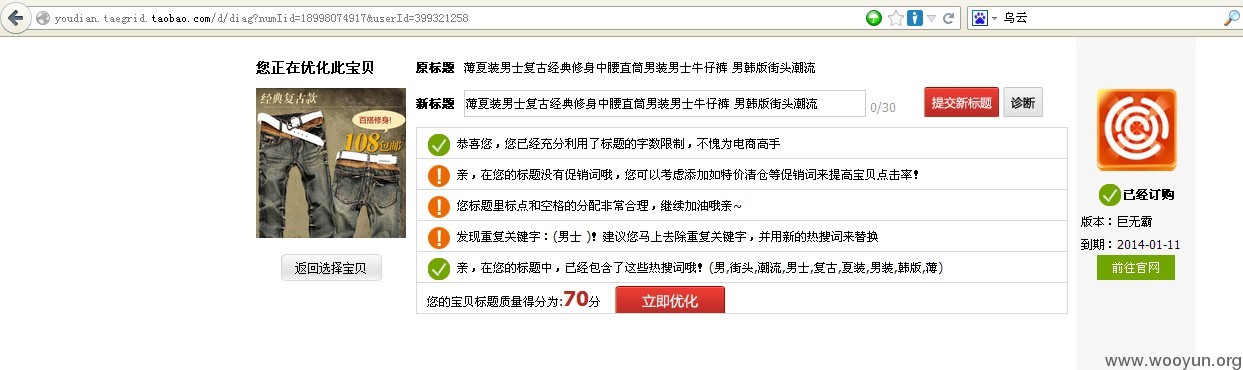 youdian.taegrid.taobao.com/d/diag?numIid=18998074917&userId=399321258
乌云
您正在优化此宝贝
原标题 薄夏装男士复古经典修身中腰直筒男装男士牛仔裤 男韩版街头潮流
经典复古款
百搭修身!
108包邮
新标题 薄夏装男士复古经典修身中腰直筒男装男士牛仔裤 男韩版街头潮流 0/30 提交新标题 诊断
恭喜您，您已经充分利用了标题的字数限制，不愧为电商高手
亲，在您的标题没有促销词哦，您可以考虑添加如特价清仓等促销词来提高宝贝点击率！
您标题里标点和空格的分配非常合理，继续加油哦亲~
发现重复关键字：(男士 )！建议您马上去除重复关键字，并用新的热搜词来替换
亲，在您的标题中，已经包含了这些热搜词哦！(男,街头,潮流,男士,复古,夏装,男装,韩版,薄)
您的宝贝标题质量得分为:70分 立即优化
返回选择宝贝
已经订购
版本：巨无霸
到期：2014-01-11
前往官网
www.wooyun.org